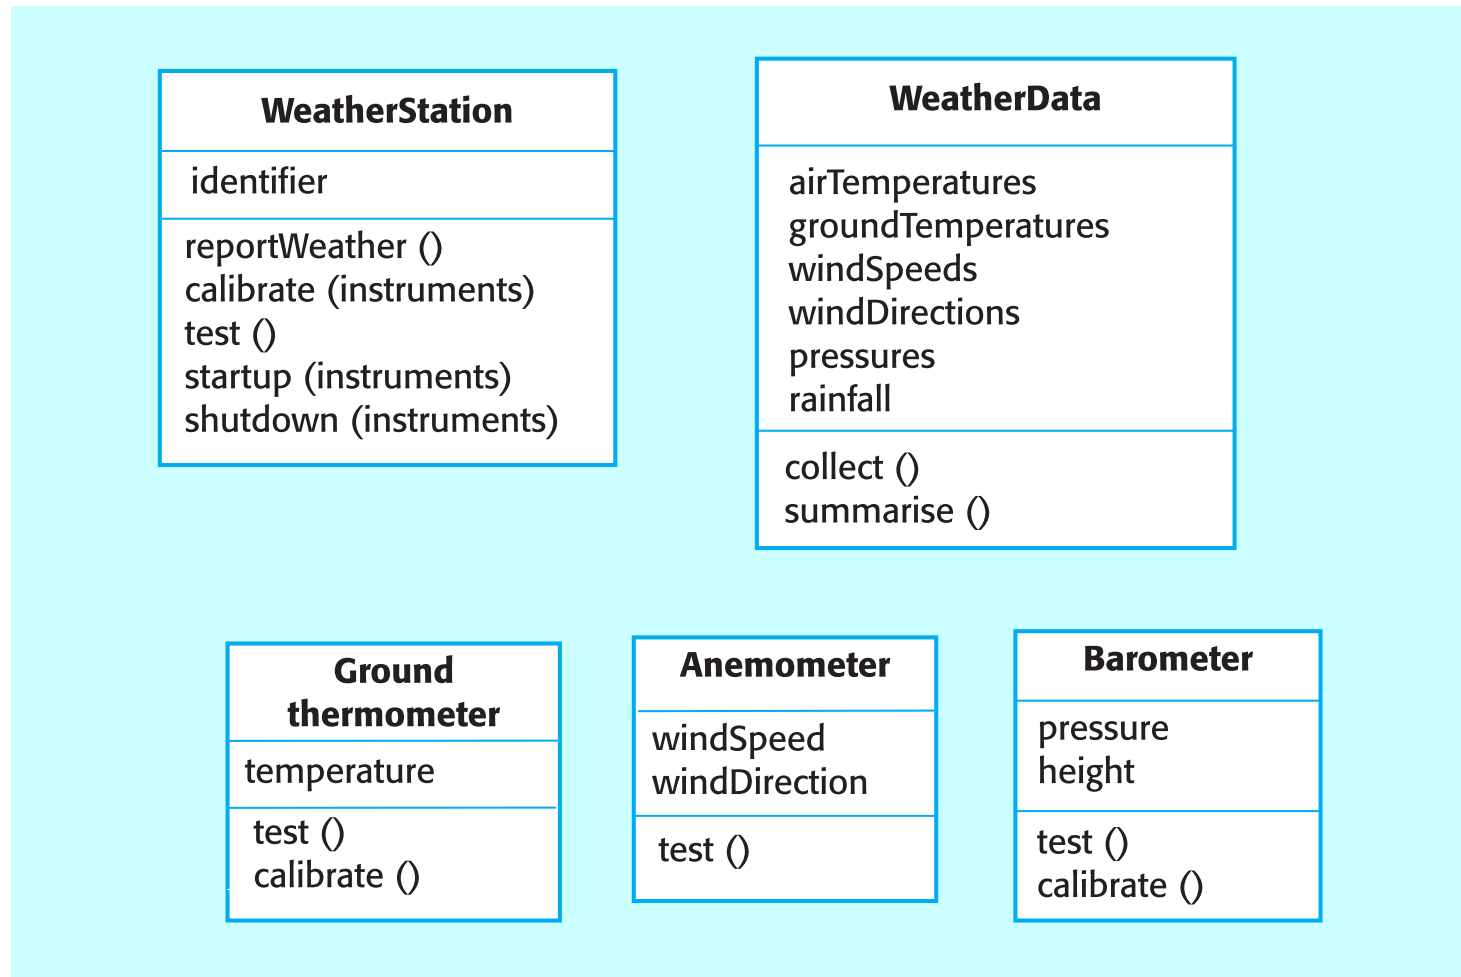 WeatherStation
identifier
reportWeather ()
calibrate (instruments)
test ()
startup (instruments)
shutdown (instruments)
WeatherData
airTemperatures
groundTemperatures
windSpeeds
windDirections
pressures
rainfall
collect ()
summarise ()
Ground
thermometer
temperature
test ()
calibrate ()
Anemometer
windSpeed
windDirection
test ()
Barometer
pressure
height
test ()
calibrate ()